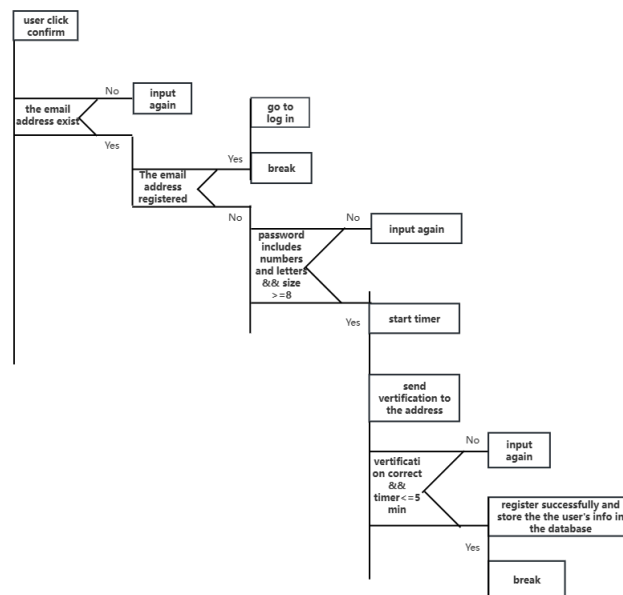 user click
confirm
No
input
again
the email
address exist
Yes
go to
log in
Yes
break
The email
address
registered
No
No
input again
password
includes
numbers
and letters
&& size
>=8
Yes
start timer
send
vertification to
the address
No
input
again
vertificati
on correct
&&
timer<=5
min
register successfully and
store the the user's info in
the database
Yes
break